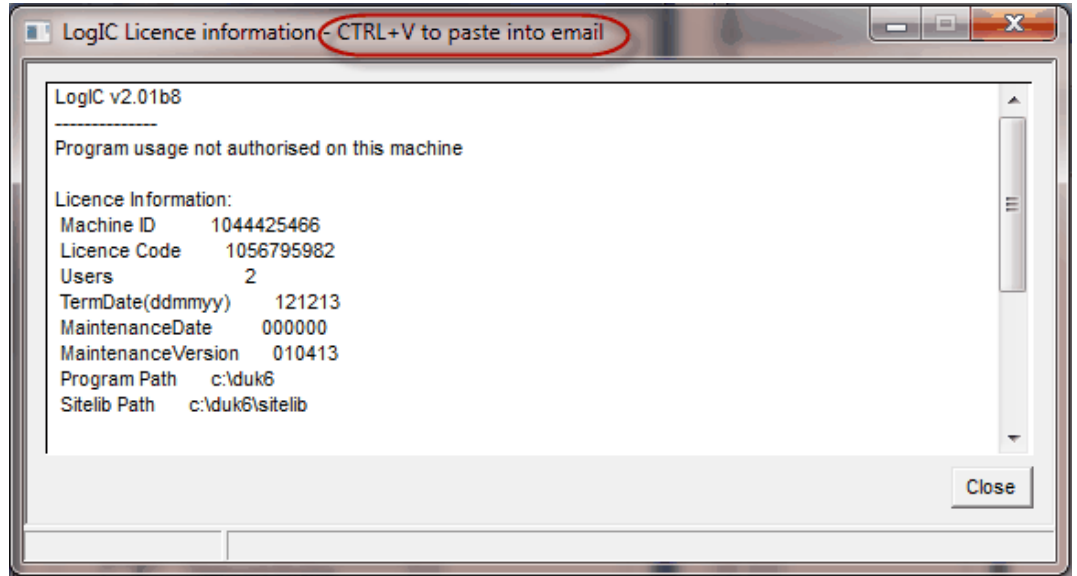 LogIC Licence information - CTRL+V to paste into email
LogIC v2.01b8
--------------
Program usage not authorised on this machine
Licence Information:
Machine ID 1044425466
Licence Code 1056795982
Users 2
TermDate(ddmmyy) 121213
MaintenanceDate 000000
MaintenanceVersion 010413
Program Path c:\duk6
Sitelib Path c:\duk6\sitelib
Close